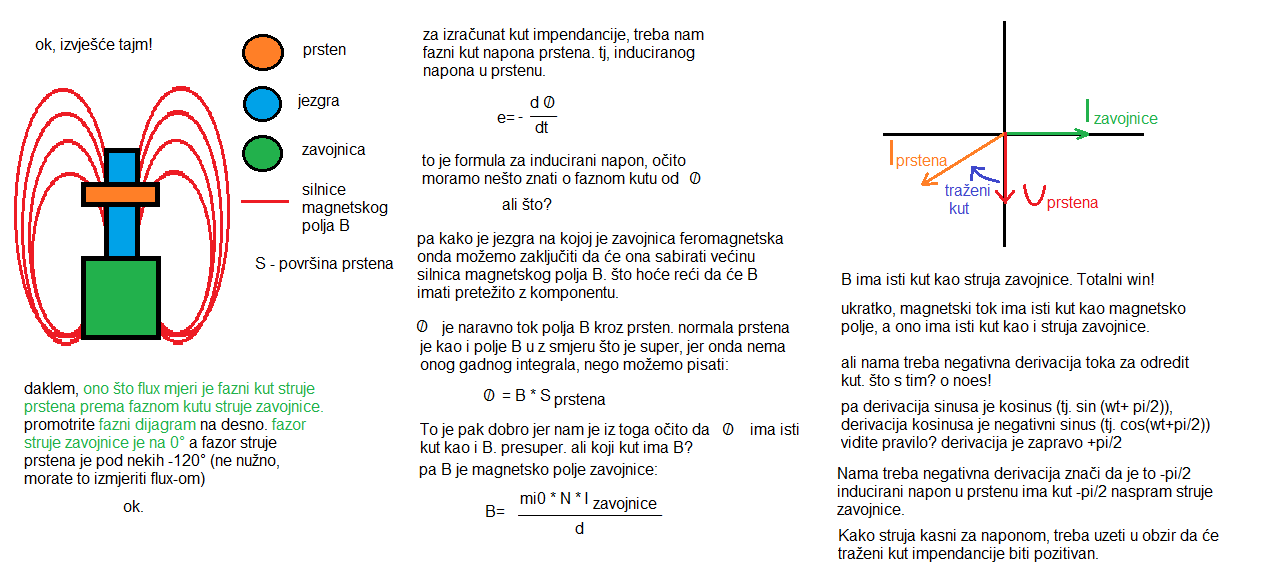 ok, izvješće tajm!
prsten
jezgra
zavojnica
silnice
magnetskog
polja B
S - površina prstena
daklem, ono što flux mjeri je fazni kut struje
prstena prema faznom kutu struje zavojnice.
promotrite fazni dijagram na desno. fazor
struje zavojnice je na 0° a fazor struje
prstena je pod nekih -120° (ne nužno,
morate to izmjeriti flux-om)
ok.
za izračunat kut impendancije, treba nam
fazni kut napona prstena. tj, induciranog
napona u prstenu.
e= - d ∅
dt
to je formula za inducirani napon, očito
moramo nešto znati o faznom kutu od ∅
ali što?
pa kako je jezgra na kojoj je zavojnica feromagnetska
onda možemo zaključiti da će ona sabirati većinu
silnica magnetskog polja B. što hoće reći da će B
imati pretežito z komponentu.
∅ je naravno tok polja B kroz prsten. normala prstena
je kao i polje B u z smjeru što je super, jer onda nema
onog gadnog integrala, nego možemo pisati:
∅ = B * S prstena
To je pak dobro jer nam je iz toga očito da ∅ ima isti
kut kao i B. presuper. ali koji kut ima B?
pa B je magnetsko polje zavojnice:
B= mi0 * N * I zavojnice
d
I zavojnice
I prstena
traženi
kut
U prstena
B ima isti kut kao struja zavojnice. Totalni win!
ukratko, magnetski tok ima isti kut kao magnetsko
polje, a ono ima isti kut kao i struja zavojnice.
ali nama treba negativna derivacija toka za odredit
kut. što s tim? o noes!
pa derivacija sinusa je kosinus (tj. sin (wt+ pi/2)),
derivacija kosinusa je negativni sinus (tj. cos(wt+pi/2))
vidite pravilo? derivacija je zapravo +pi/2
Nama treba negativna derivacija znači da je to -pi/2
inducirani napon u prstenu ima kut -pi/2 naspram struje
zavojnice.
Kako struja kasni za naponom, treba uzeti u obzir da će
traženi kut impendancije biti pozitivan.